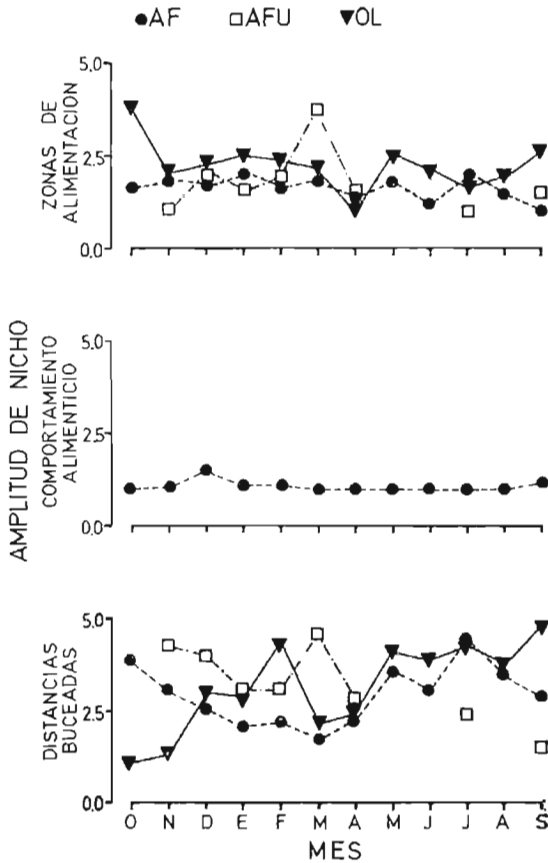 AF AFU OL
ZONAS DE
ALIMENTACIÓN
5.0
2.5
0.0
AMPLITUD DE NICHO
COMPORTAMIENTO
ALIMENTICIO
5.0
2.5
0.0
DISTANCIAS
BUCEADAS
5.0
2.5
0.0
O N D E F M A M J J A S
MES